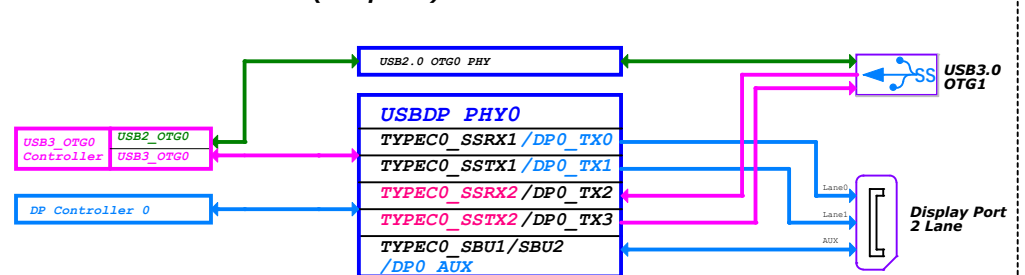 USB2.0 OTG0 PHY
SS
USB3.0
OTG1
USBDP PHY0
USB3_OTG0
Controller
USB2_OTG0
USB3_OTG0
TYPEC0_SSRX1/DP0_TX0
TYPEC0_SSTX1/DP0_TX1
TYPEC0_SSRX2/DP0_TX2
TYPEC0_SSTX2/DP0_TX3
TYPEC0_SBU1/SBU2
/DP0_AUX
DP Controller 0
Lane0
Lane1
AUX
Display Port
2 Lane